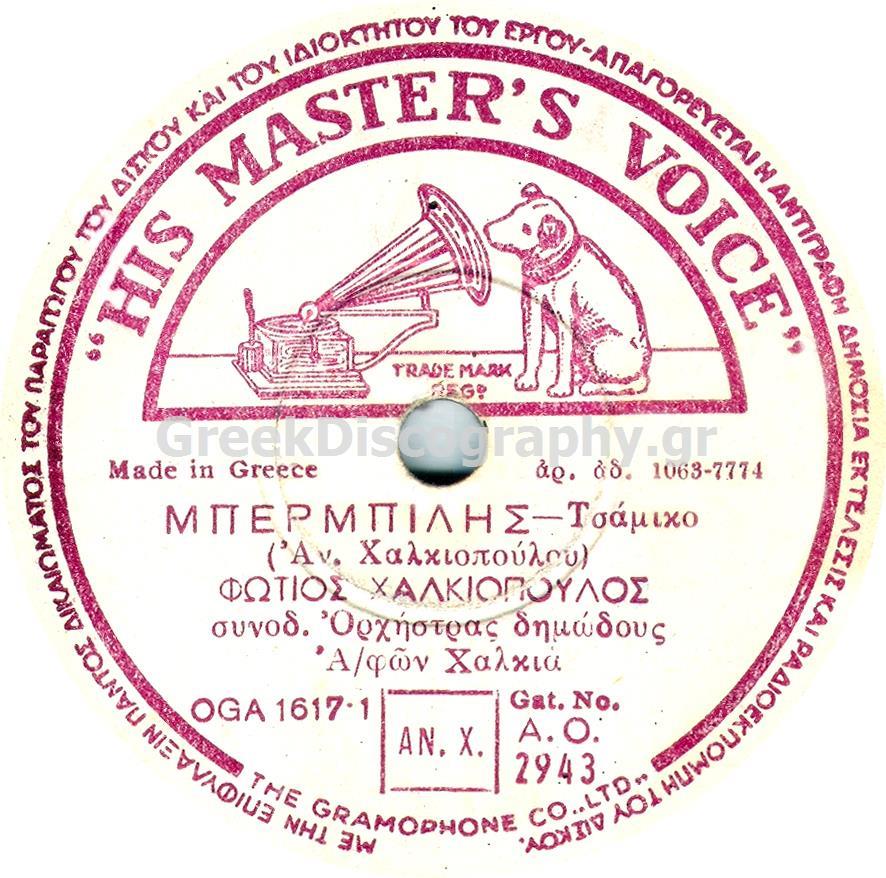 ΜΕ ΤΗΝ ΕΠΙΦΥΛΑΞΙΝ ΠΑΝΤΟΣ ΔΙΚΑΙΩΜΑΤΟΣ ΤΟΥ ΠΑΡΑΓΩΓΟΥ ΤΟΥ ΔΙΣΚΟΥ ΚΑΙ ΤΟΥ ΙΔΙΟΚΤΗΤΟΥ ΤΟΥ ΕΡΓΟΥ-ΑΠΑΓΟΡΕΥΕΤΑΙ Η ΑΝΤΙΓΡΑΦΗ ΔΗΜΟΣΙΑ ΕΚΤΕΛΕΣΙΣ ΚΑΙ ΡΑΔΙΟΕΚΠΟΜΠΗ ΤΟΥ ΔΙΣΚΟΥ.
"HIS MASTER'S VOICE"
TRADE MARK
REGD
GreekDiscography.gr
Made in Greece ἀρ. ἀδ. 1063-7774
ΜΠΕΡΜΠΙΛΗΣ—Τσάμικο
(Ἀν. Χαλκιοπούλου)
ΦΩΤΙΟΣ ΧΑΛΚΙΟΠΟΥΛΟΣ
συνοδ. Ὀρχήστρας δημώδους
Ἀ/φῶν Χαλκιᾶ
OGA 1617-1
ΑΝ. Χ.
Gat. No.
A. O.
2943
THE GRAMOPHONE CO., LTD.,